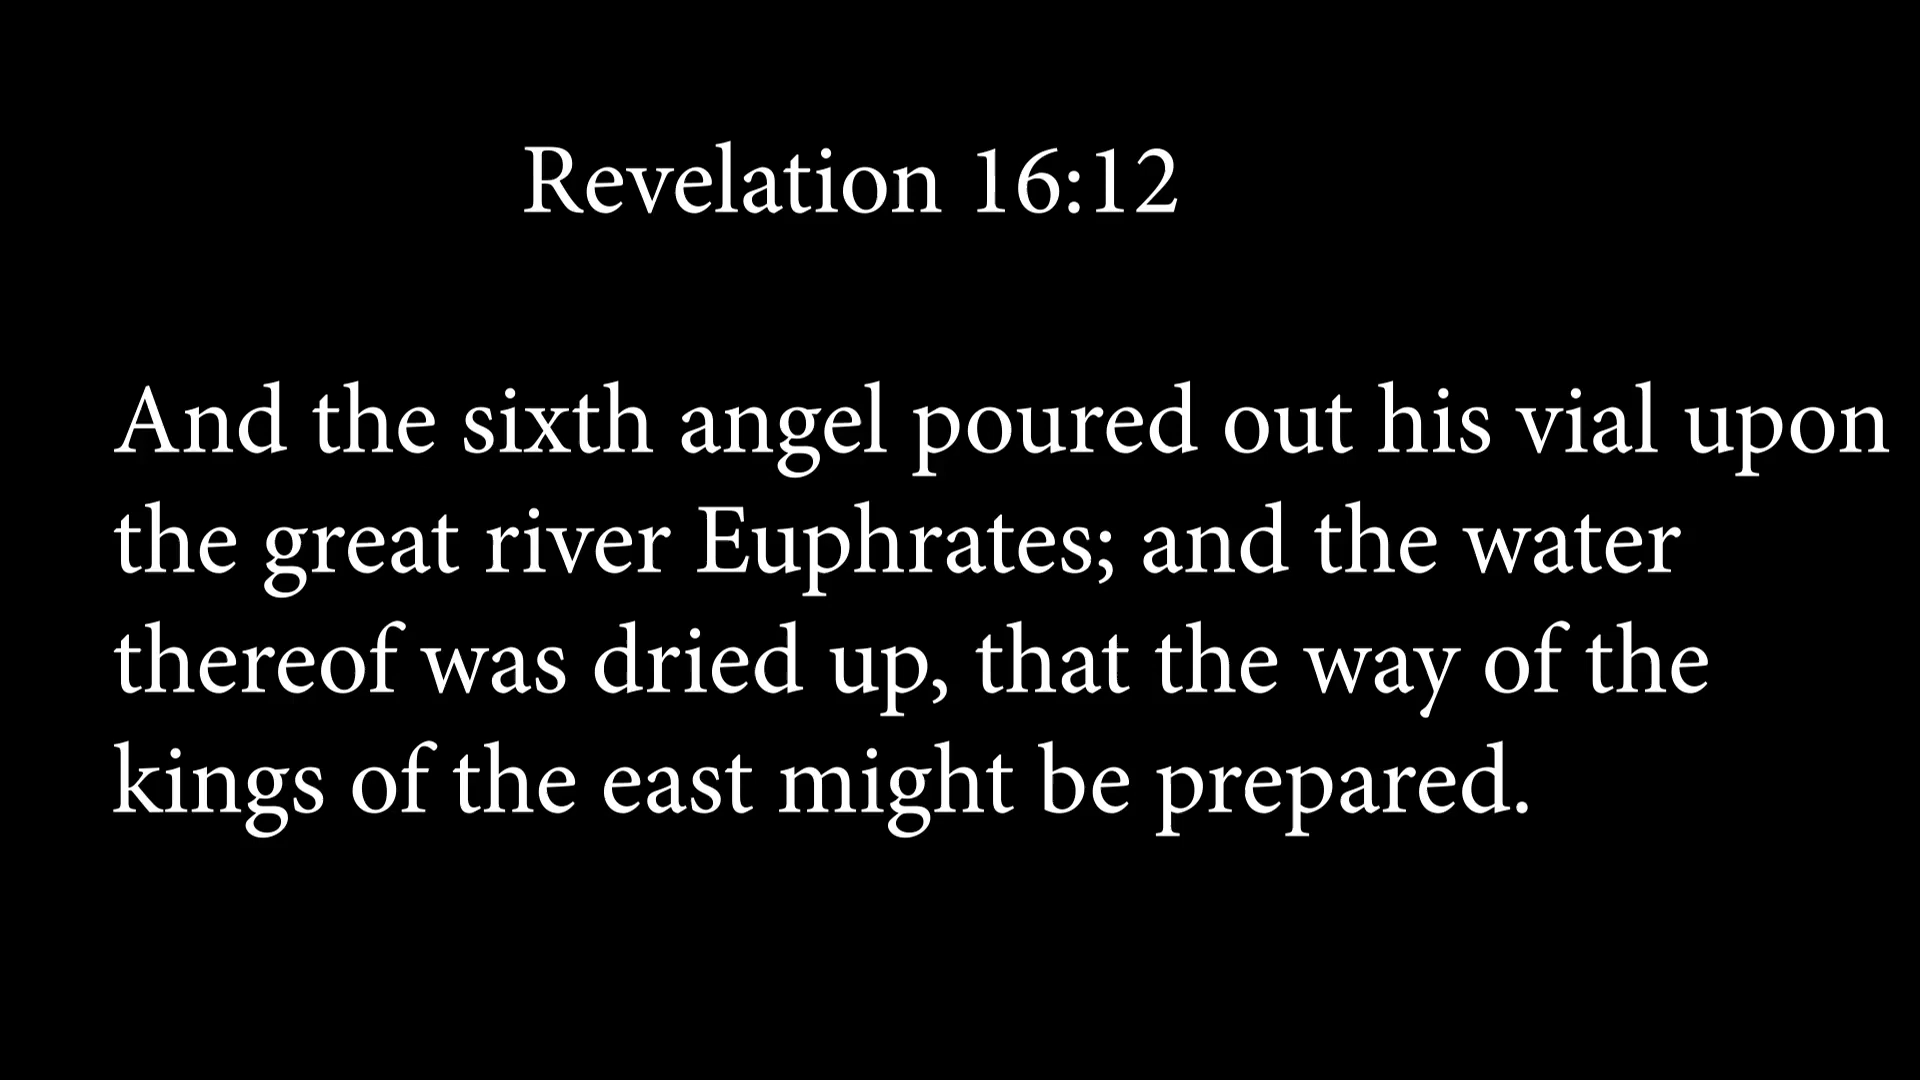 Revelation 16:12
And the sixth angel poured out his vial upon
the great river Euphrates; and the water
thereof was dried up, that the way of the
kings of the east might be prepared.